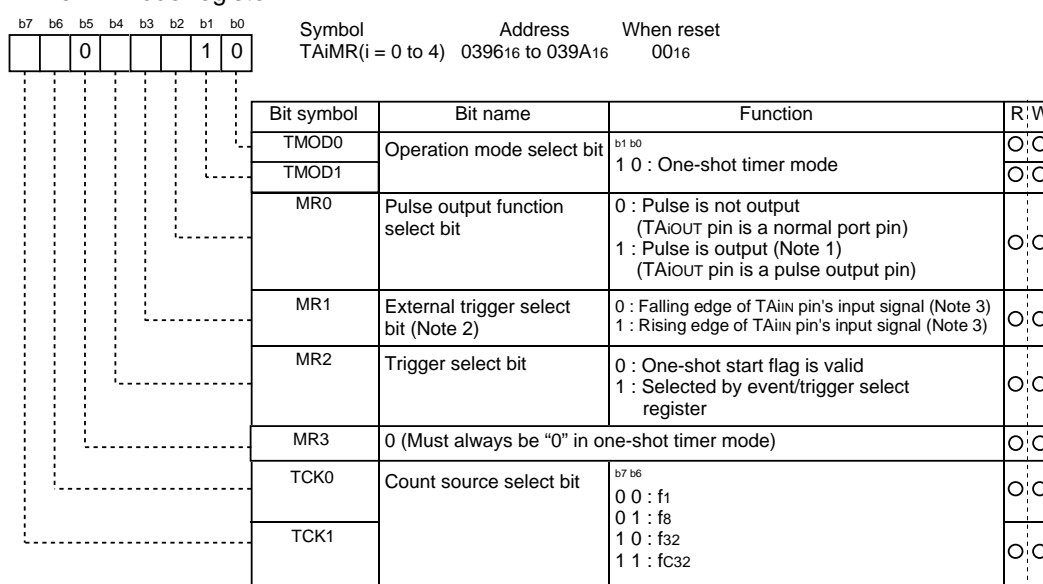 b7 b6 b5 b4 b3 b2 b1 b0
0 1 0
Symbol Address When reset
TAiMR(i = 0 to 4) 039616 to 039A16 0016
Bit symbol Bit name Function R W
TMOD0 Operation mode select bit b1 b0
1 0 : One-shot timer mode
TMOD1
MR0 Pulse output function 0 : Pulse is not output
select bit (TAiOUT pin is a normal port pin)
1 : Pulse is output (Note 1)
(TAiOUT pin is a pulse output pin)
MR1 External trigger select 0 : Falling edge of TAiIN pin's input signal (Note 3)
bit (Note 2) 1 : Rising edge of TAiIN pin's input signal (Note 3)
MR2 Trigger select bit 0 : One-shot start flag is valid
1 : Selected by event/trigger select
register
MR3 0 (Must always be “0” in one-shot timer mode)
TCK0 Count source select bit b7 b6
0 0 : f1
0 1 : f8
TCK1 1 0 : f32
1 1 : fC32